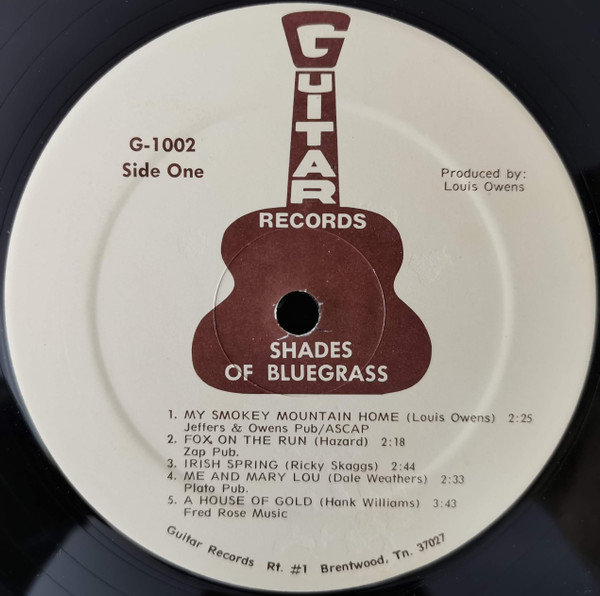 GUITAR
RECORDS
G-1002
Side One
Produced by:
Louis Owens
SHADES
OF BLUEGRASS
1. MY SMOKEY MOUNTAIN HOME (Louis Owens) 2:25
Jeffers & Owens Pub/ASCAP
2. FOX ON THE RUN (Hazard) 2:18
Zap Pub.
3. IRISH SPRING (Ricky Skaggs) 2:44
4. ME AND MARY LOU (Dale Weathers) 2:33
Plato Pub.
5. A HOUSE OF GOLD (Hank Williams) 3:43
Fred Rose Music
Guitar Records Rt. #1 Brentwood, Tn. 37027